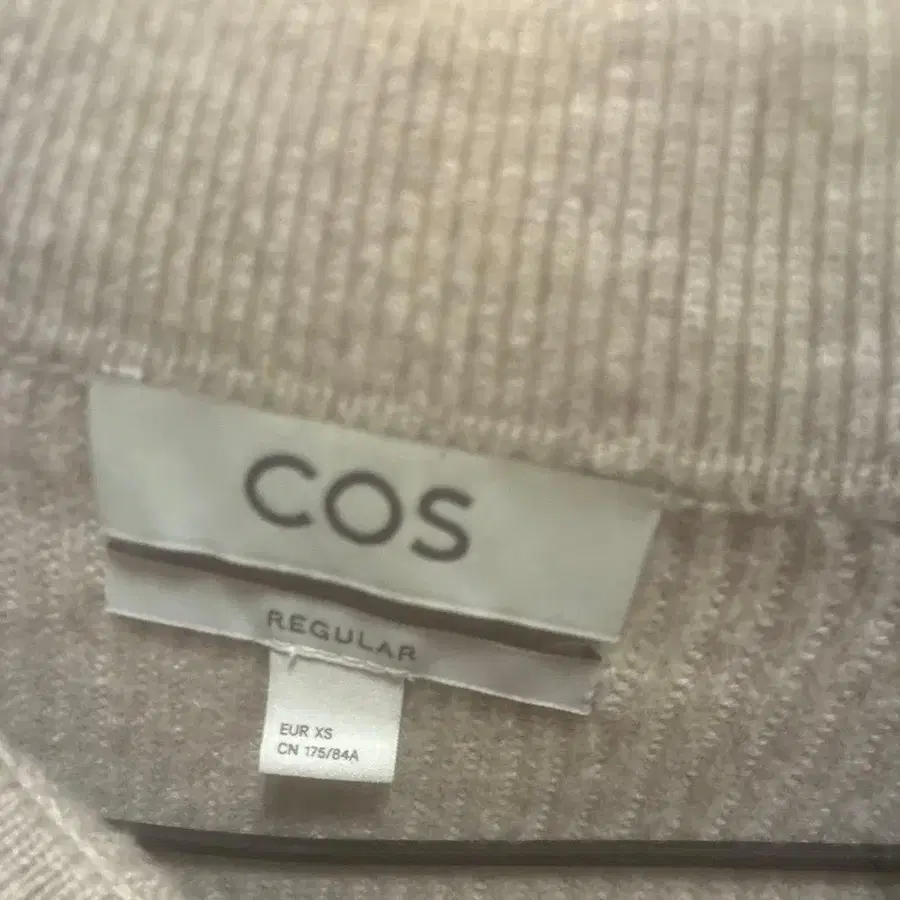 COS
REGULAR
EUR XS
CN 175/84A